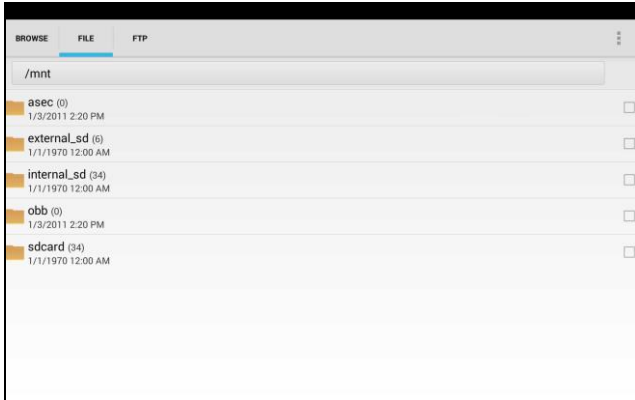 BROWSE FILE FTP
/mnt
asec (0)
1/3/2011 2:20 PM
external_sd (6)
1/1/1970 12:00 AM
internal_sd (34)
1/1/1970 12:00 AM
obb (0)
1/3/2011 2:20 PM
sdcard (34)
1/1/1970 12:00 AM